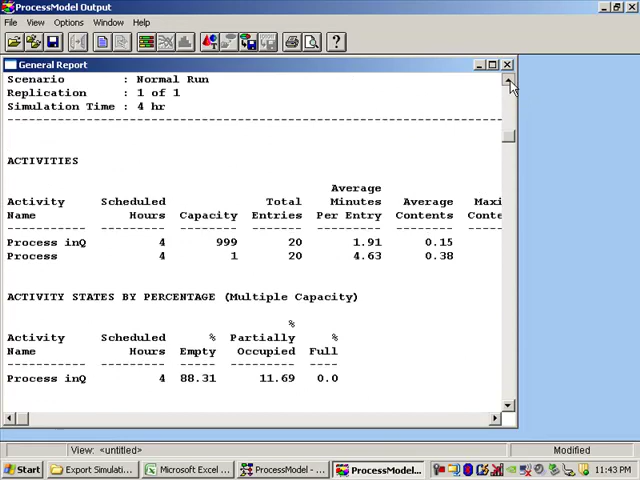 ProcessModel Output
File View Options Window Help
General Report
Scenario : Normal Run
Replication : 1 of 1
Simulation Time : 4 hr
ACTIVITIES
Average
Activity Scheduled Total Minutes Average Maxi
Name Hours Capacity Entries Per Entry Contents Conte
Process inQ 4 999 20 1.91 0.15
Process 4 1 20 4.63 0.38
ACTIVITY STATES BY PERCENTAGE (Multiple Capacity)
%
Activity Scheduled % Partially %
Name Hours Empty Occupied Full
Process inQ 4 88.31 11.69 0.0
View: <untitled> Modified
Start Export Simulati... Microsoft Excel ... ProcessModel - ... ProcessModel... 11:43 PM